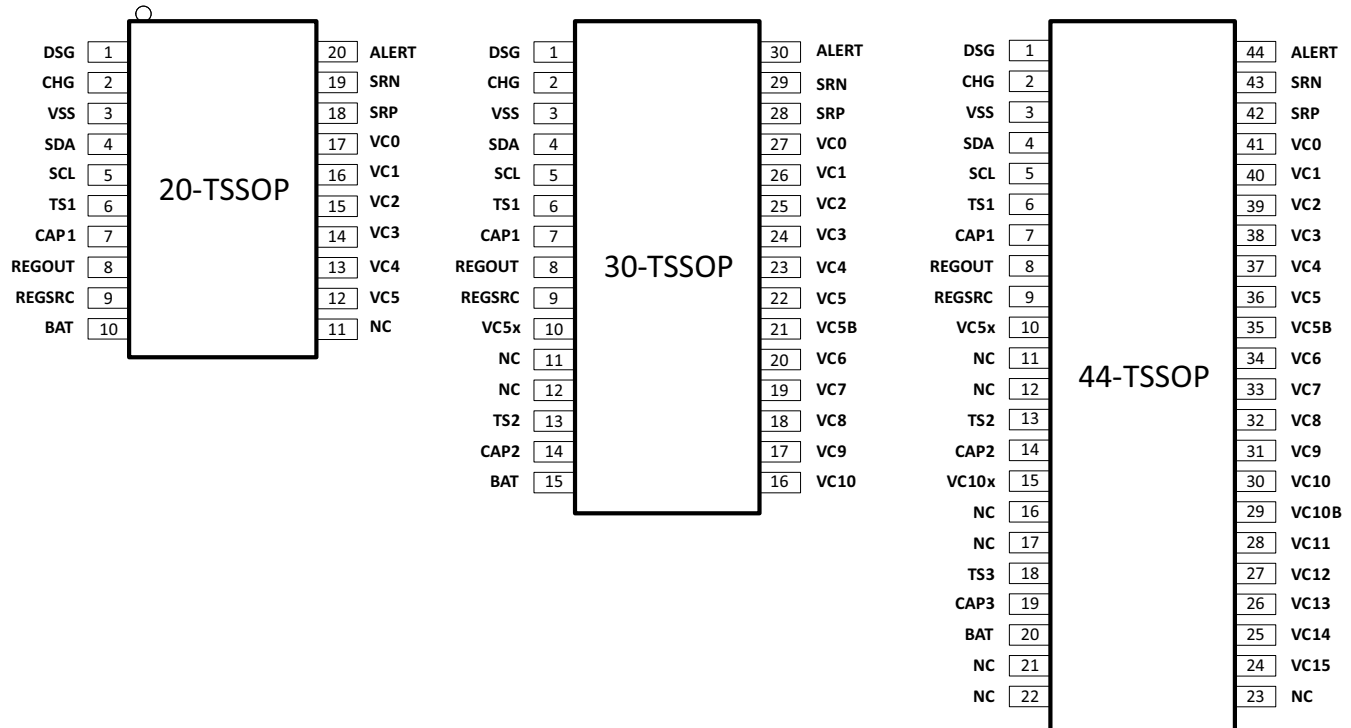 DSG 1 20 ALERT
CHG 2 19 SRN
VSS 3 18 SRP
SDA 4 17 VC0
SCL 5 16 VC1
TS1 6 15 VC2
CAP1 7 14 VC3
REGOUT 8 13 VC4
REGSRC 9 12 VC5
BAT 10 11 NC
20-TSSOP
DSG 1 30 ALERT
CHG 2 29 SRN
VSS 3 28 SRP
SDA 4 27 VC0
SCL 5 26 VC1
TS1 6 25 VC2
CAP1 7 24 VC3
REGOUT 8 23 VC4
REGSRC 9 22 VC5
VC5x 10 21 VC5B
NC 11 20 VC6
NC 12 19 VC7
TS2 13 18 VC8
CAP2 14 17 VC9
BAT 15 16 VC10
30-TSSOP
DSG 1 44 ALERT
CHG 2 43 SRN
VSS 3 42 SRP
SDA 4 41 VC0
SCL 5 40 VC1
TS1 6 39 VC2
CAP1 7 38 VC3
REGOUT 8 37 VC4
REGSRC 9 36 VC5
VC5x 10 35 VC5B
NC 11 34 VC6
NC 12 33 VC7
TS2 13 32 VC8
CAP2 14 31 VC9
VC10x 15 30 VC10
NC 16 29 VC10B
NC 17 28 VC11
TS3 18 27 VC12
CAP3 19 26 VC13
BAT 20 25 VC14
NC 21 24 VC15
NC 22 23 NC
44-TSSOP